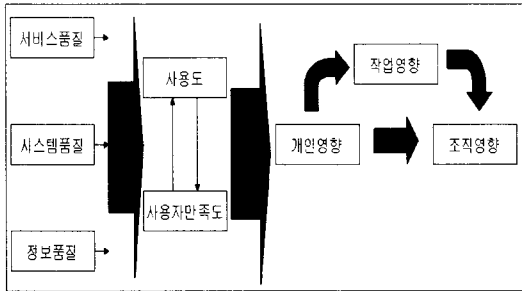 서비스품질
시스템품질
정보품질
사용도
사용자만족도
개인영향
작업영향
조직영향